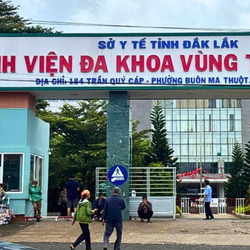 SỞ Y TẾ TỈNH ĐẮK LẮK
NH VIỆN ĐA KHOA VÙNG T
ĐỊA CHỈ: 184 TRẦN QUÝ CÁP - PHƯỜNG BUÔN MA THUỘT